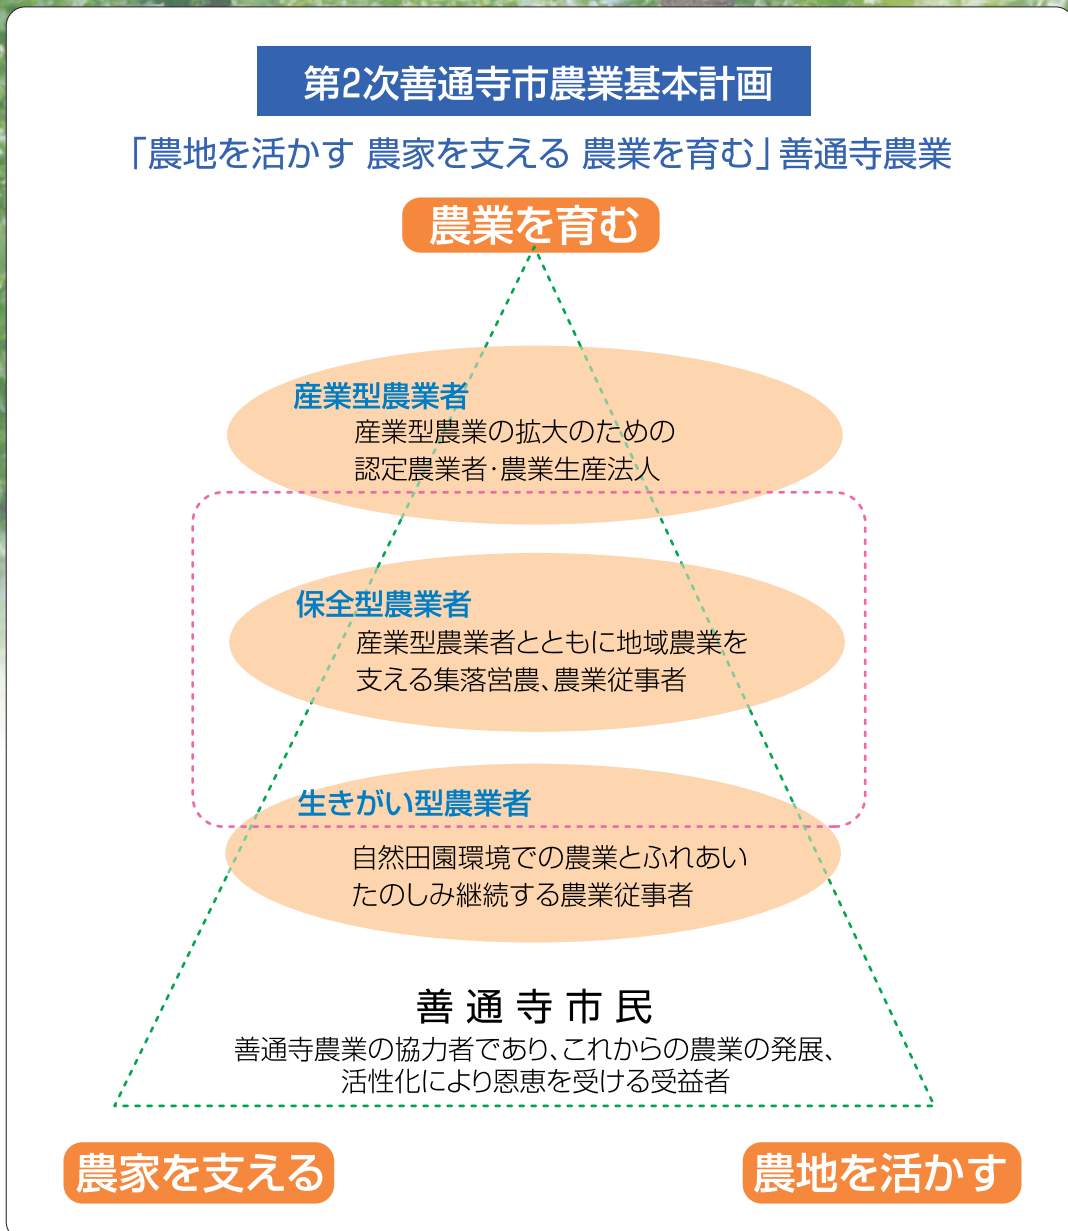 第2次善通寺市農業基本計画
「農地を活かす 農家を支える 農業を育む」善通寺農業
農業を育む
産業型農業者
産業型農業の拡大のための
認定農業者・農業生産法人
保全型農業者
産業型農業者とともに地域農業を
支える集落営農、農業従事者
生きがい型農業者
自然田園環境での農業とふれあい
たのしみ継続する農業従事者
善通寺市民
善通寺農業の協力者であり、これからの農業の発展、
活性化により恩恵を受ける受益者
農家を支える
農地を活かす